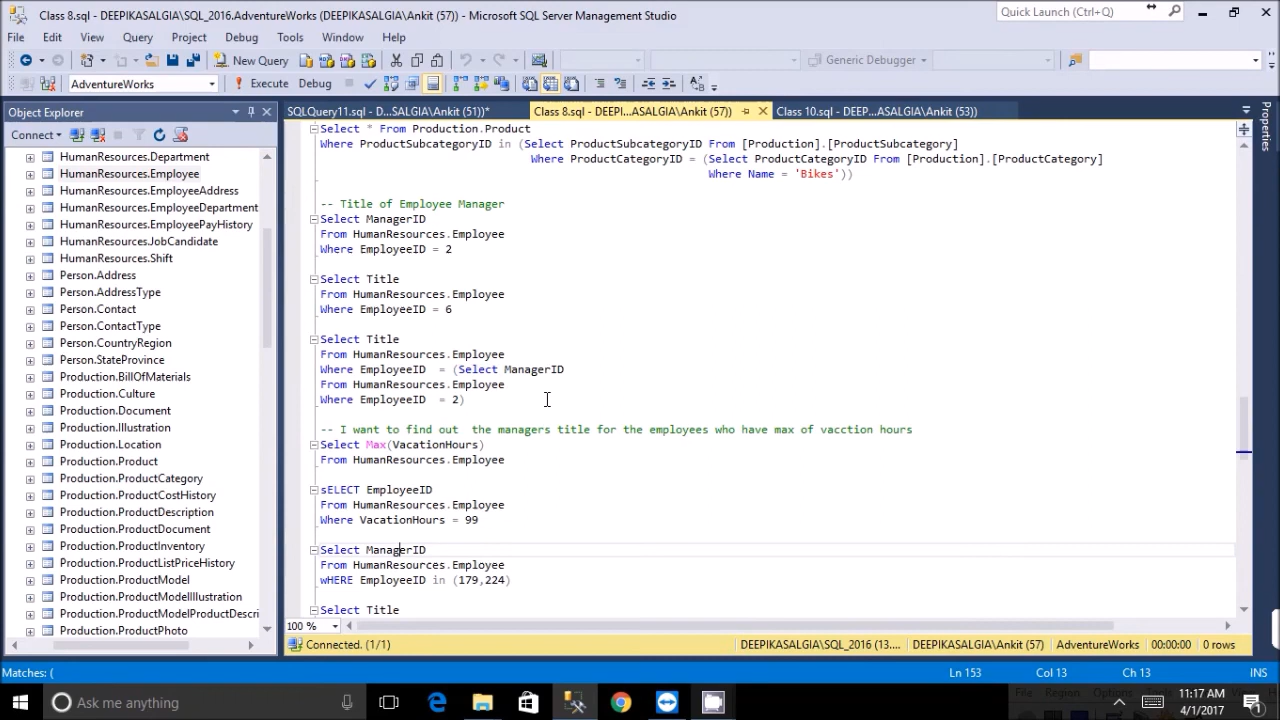 Class 8.sql - DEEPIKASALGIA\SQL_2016.AdventureWorks (DEEPIKASALGIA\Ankit (57)) - Microsoft SQL Server Management Studio
Quick Launch (Ctrl+Q)
File Edit View Query Project Debug Tools Window Help
New Query
Generic Debugger
AdventureWorks
Execute Debug
Object Explorer
SQLQuery11.sql - D...SALGIA\Ankit (51))*
Class 8.sql - DEEPI...ASALGIA\Ankit (57))
Class 10.sql - DEEP...ASALGIA\Ankit (53))
Properties
Connect
HumanResources.Department
HumanResources.Employee
HumanResources.EmployeeAddress
HumanResources.EmployeeDepartment
HumanResources.EmployeePayHistory
HumanResources.JobCandidate
HumanResources.Shift
Person.Address
Person.AddressType
Person.Contact
Person.ContactType
Person.CountryRegion
Person.StateProvince
Production.BillOfMaterials
Production.Culture
Production.Document
Production.Illustration
Production.Location
Production.Product
Production.ProductCategory
Production.ProductCostHistory
Production.ProductDescription
Production.ProductDocument
Production.ProductInventory
Production.ProductListPriceHistory
Production.ProductModel
Production.ProductModelIllustration
Production.ProductModelProductDescri
Production.ProductPhoto
Select * From Production.Product
Where ProductSubcategoryID in (Select ProductSubcategoryID From [Production].[ProductSubcategory]
Where ProductCategoryID = (Select ProductCategoryID From [Production].[ProductCategory]
Where Name = 'Bikes'))
-- Title of Employee Manager
Select ManagerID
From HumanResources.Employee
Where EmployeeID = 2
Select Title
From HumanResources.Employee
Where EmployeeID = 6
Select Title
From HumanResources.Employee
Where EmployeeID = (Select ManagerID
From HumanResources.Employee
Where EmployeeID = 2)
-- I want to find out the managers title for the employees who have max of vacction hours
Select Max(VacationHours)
From HumanResources.Employee
sELECT EmployeeID
From HumanResources.Employee
Where VacationHours = 99
Select ManagerID
From HumanResources.Employee
wHERE EmployeeID in (179,224)
Select Title
100 %
Connected. (1/1)
DEEPIKASALGIA\SQL_2016 (13.... DEEPIKASALGIA\Ankit (57) AdventureWorks 00:00:00 0 rows
Matches: (
Ln 153 Col 13 Ch 13 INS
File Region Options Tools
Ask me anything
11:17 AM
4/1/2017
1